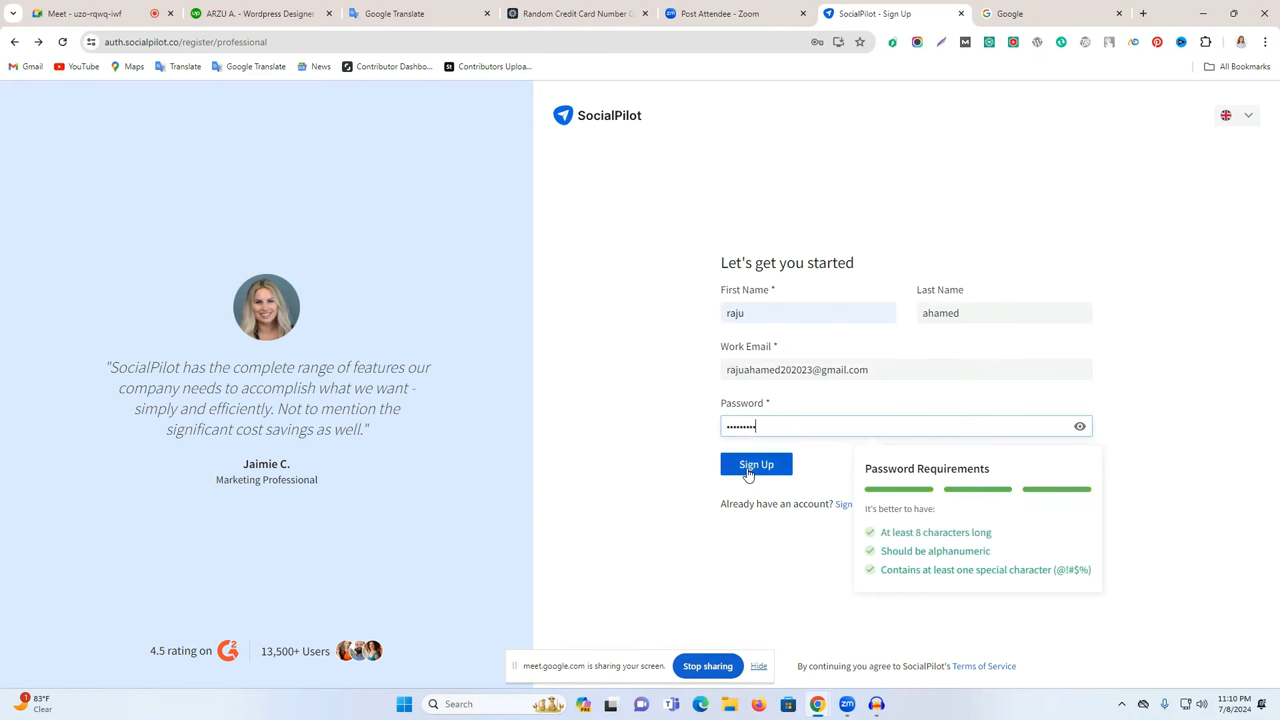 Meet - uzo-rqwq-iwf
ARZU A. - Wordpress Design
Google Translate
Random Credit Card Number G
Post Attendee - Zoom
SocialPilot - Sign Up
Google
auth.socialpilot.co/register/professional
Gmail
YouTube
Maps
Translate
Google Translate
News
Contributor Dashbo...
Contributors Uploa...
All Bookmarks
SocialPilot
Let's get you started
First Name *
Last Name
raju
ahamed
Work Email *
rajuahamed202023@gmail.com
Password *
Sign Up
Password Requirements
Already have an account? Sign
It's better to have:
At least 8 characters long
Should be alphanumeric
Contains at least one special character (@!#$%)
"SocialPilot has the complete range of features our
company needs to accomplish what we want -
simply and efficiently. Not to mention the
significant cost savings as well."
Jaimie C.
Marketing Professional
4.5 rating on
13,500+ Users
meet.google.com is sharing your screen.
Stop sharing
Hide
By continuing you agree to SocialPilot's Terms of Service
83°F
Clear
Search
11:10 PM
7/8/2024